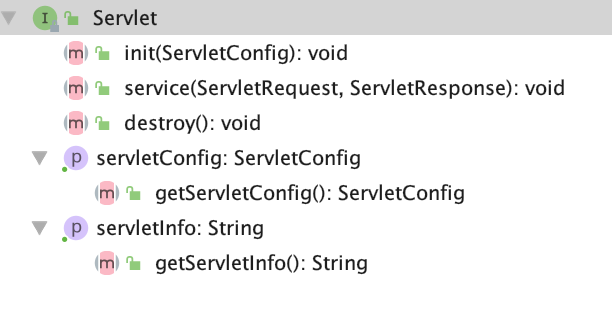 I Servlet
m init(ServletConfig): void
m service(ServletRequest, ServletResponse): void
m destroy(): void
p servletConfig: ServletConfig
m getServletConfig(): ServletConfig
p servletInfo: String
m getServletInfo(): String